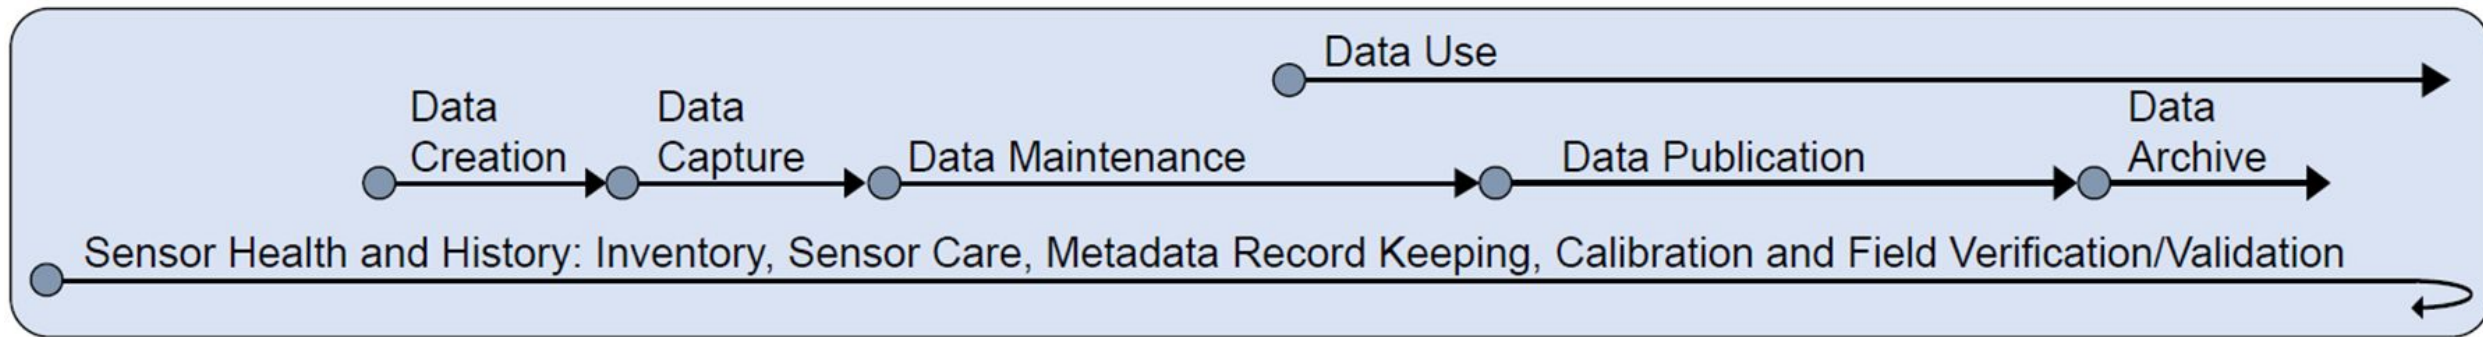 Data Use
Data
Creation
Data
Capture
Data Maintenance
Data Publication
Data
Archive
Sensor Health and History: Inventory, Sensor Care, Metadata Record Keeping, Calibration and Field Verification/Validation